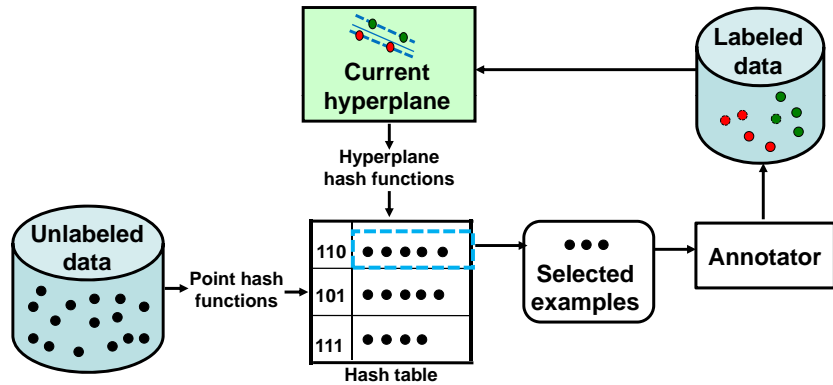 Current
hyperplane
Labeled
data
Hyperplane
hash functions
Unlabeled
data
Point hash
functions
110
101
111
Hash table
Selected
examples
Annotator